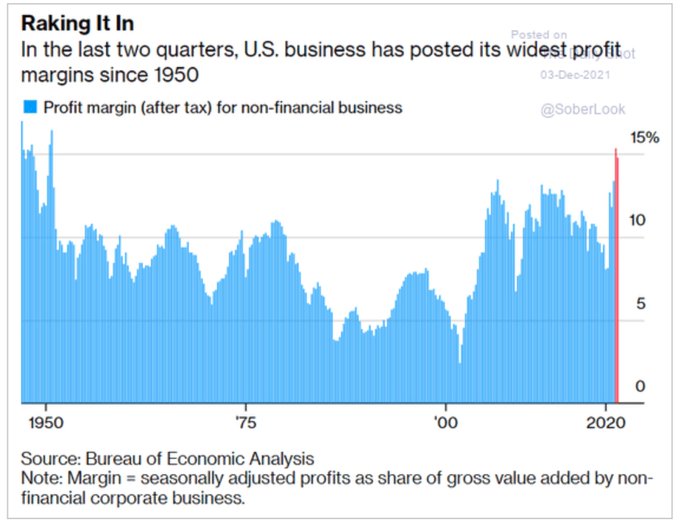 Raking It In
Posted on
In the last two quarters, U.S. business has posted its widest profit
The Daily Shot
margins since 1950
03-Dec-2021
Profit margin (after tax) for non-financial business
@SoberLook
15%
10
5
0
1950 '75 '00 2020
Source: Bureau of Economic Analysis
Note: Margin = seasonally adjusted profits as share of gross value added by non-
financial corporate business.